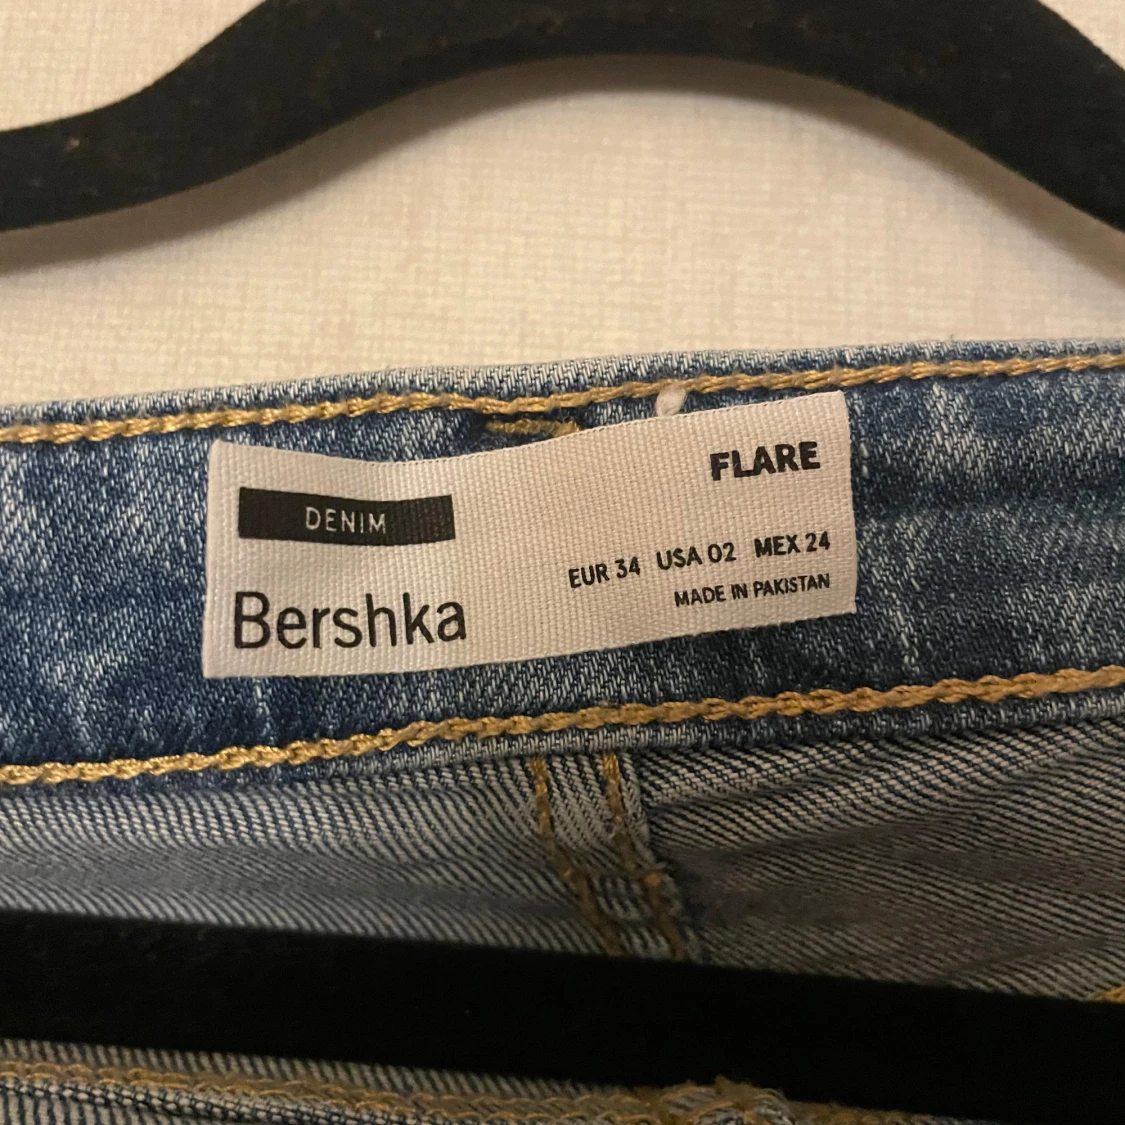 FLARE
DENIM
EUR 34 USA 02 MEX 24
MADE IN PAKISTAN
Bershka